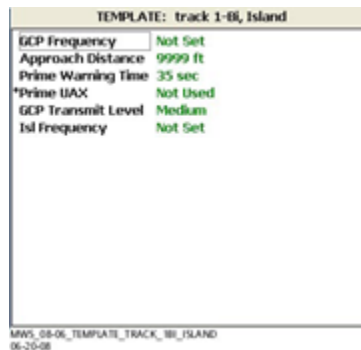 TEMPLATE: track 1-Bi, Island
GCP Frequency Not Set
Approach Distance 9999 ft
Prime Warning Time 35 sec
*Prime UAX Not Used
GCP Transmit Level Medium
Isl Frequency Not Set
MWS_08-06_TEMPLATE_TRACK_1BI_ISLAND
06-20-08